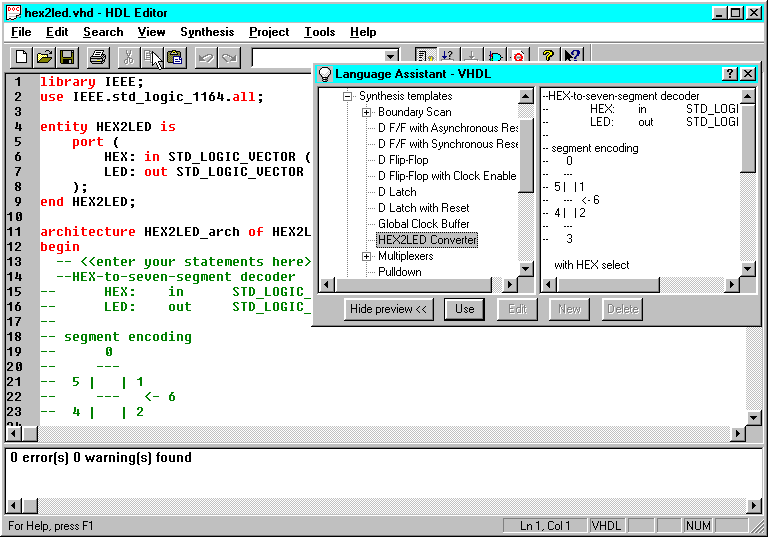 hex2led.vhd - HDL Editor
File Edit Search View Synthesis Project Tools Help
1 library IEEE;
2 use IEEE.std_logic_1164.all;
3
4 entity HEX2LED is
5 port (
6 HEX: in STD_LOGIC_VECTOR (
7 LED: out STD_LOGIC_VECTOR
8 );
9 end HEX2LED;
10
11 architecture HEX2LED_arch of HEX2L
12 begin
13 -- <<enter your statements here>
14 --HEX-to-seven-segment decoder
15 -- HEX: in STD_LOGIC_
16 -- LED: out STD_LOGIC_
17 --
18 -- segment encoding
19 -- 0
20 -- ---
21 -- 5 | | 1
22 -- --- <- 6
23 -- 4 | | 2
Language Assistant - VHDL
Synthesis templates
Boundary Scan
D F/F with Asynchronous Res
D F/F with Synchronous Rese
D Flip-Flop
D Flip-Flop with Clock Enable
D Latch
D Latch with Reset
Global Clock Buffer
HEX2LED Converter
Multiplexers
Pulldown
--HEX-to-seven-segment decoder
-- HEX: in STD_LOGI
-- LED: out STD_LOGI
--
-- segment encoding
-- 0
-- ---
-- 5 | | 1
-- --- <- 6
-- 4 | | 2
-- ---
-- 3
with HEX select
Hide preview << Use Edit New Delete
0 error(s) 0 warning(s) found
For Help, press F1 Ln 1, Col 1 VHDL NUM